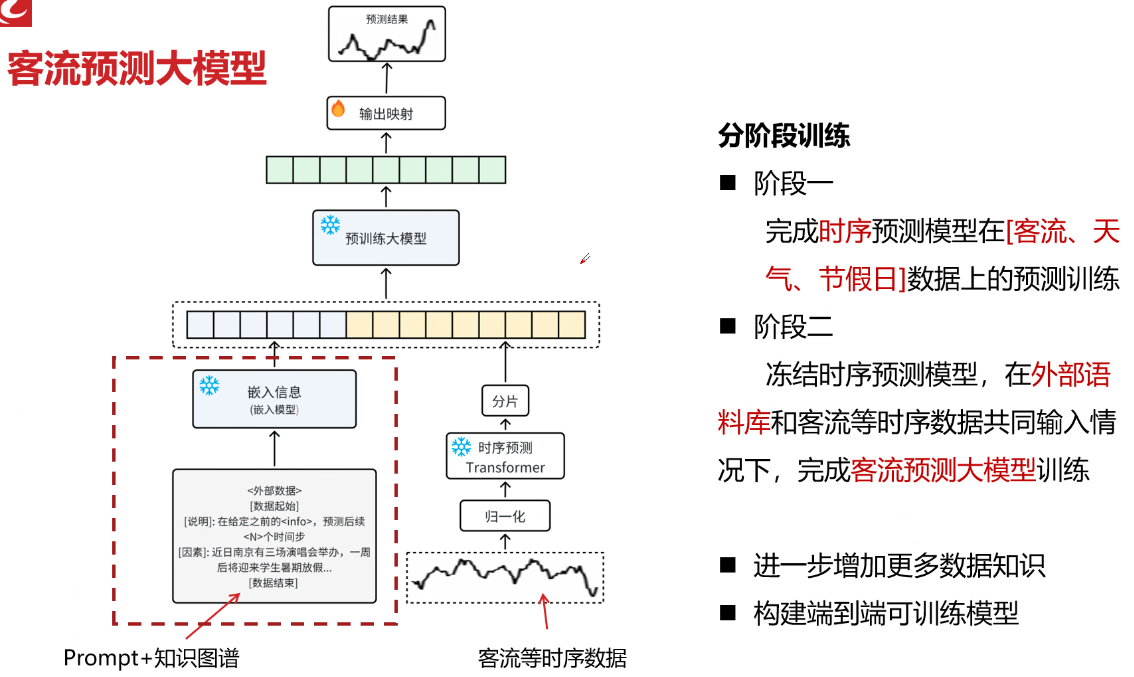 客流预测大模型
预测结果
输出映射
预训练大模型
嵌入信息
(嵌入模型)
<外部数据>
[数据起始]
[说明]: 在给定之前的<info>，预测后续
<N>个时间步
[因素]: 近日南京有三场演唱会举办，一周
后将迎来学生暑期放假...
[数据结束]
Prompt+知识图谱
分片
时序预测
Transformer
归一化
客流等时序数据
分阶段训练
■ 阶段一
完成时序预测模型在[客流、天
气、节假日]数据上的预测训练
■ 阶段二
冻结时序预测模型，在外部语
料库和客流等时序数据共同输入情
况下，完成客流预测大模型训练
■ 进一步增加更多数据知识
■ 构建端到端可训练模型